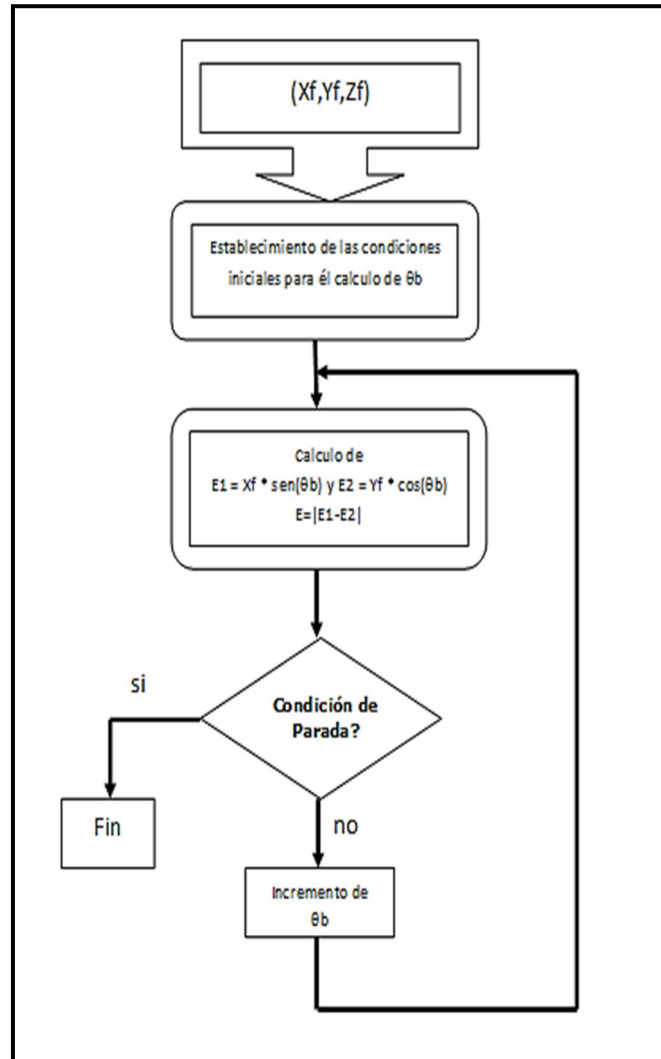 (Xf,Yf,Zf)
Establecimiento de las condiciones
iniciales para él calculo de θb
Calculo de
E1 = Xf * sen(θb) y E2 = Yf * cos(θb)
E=|E1-E2|
si
Condición de
Parada?
Fin
no
Incremento de
θb